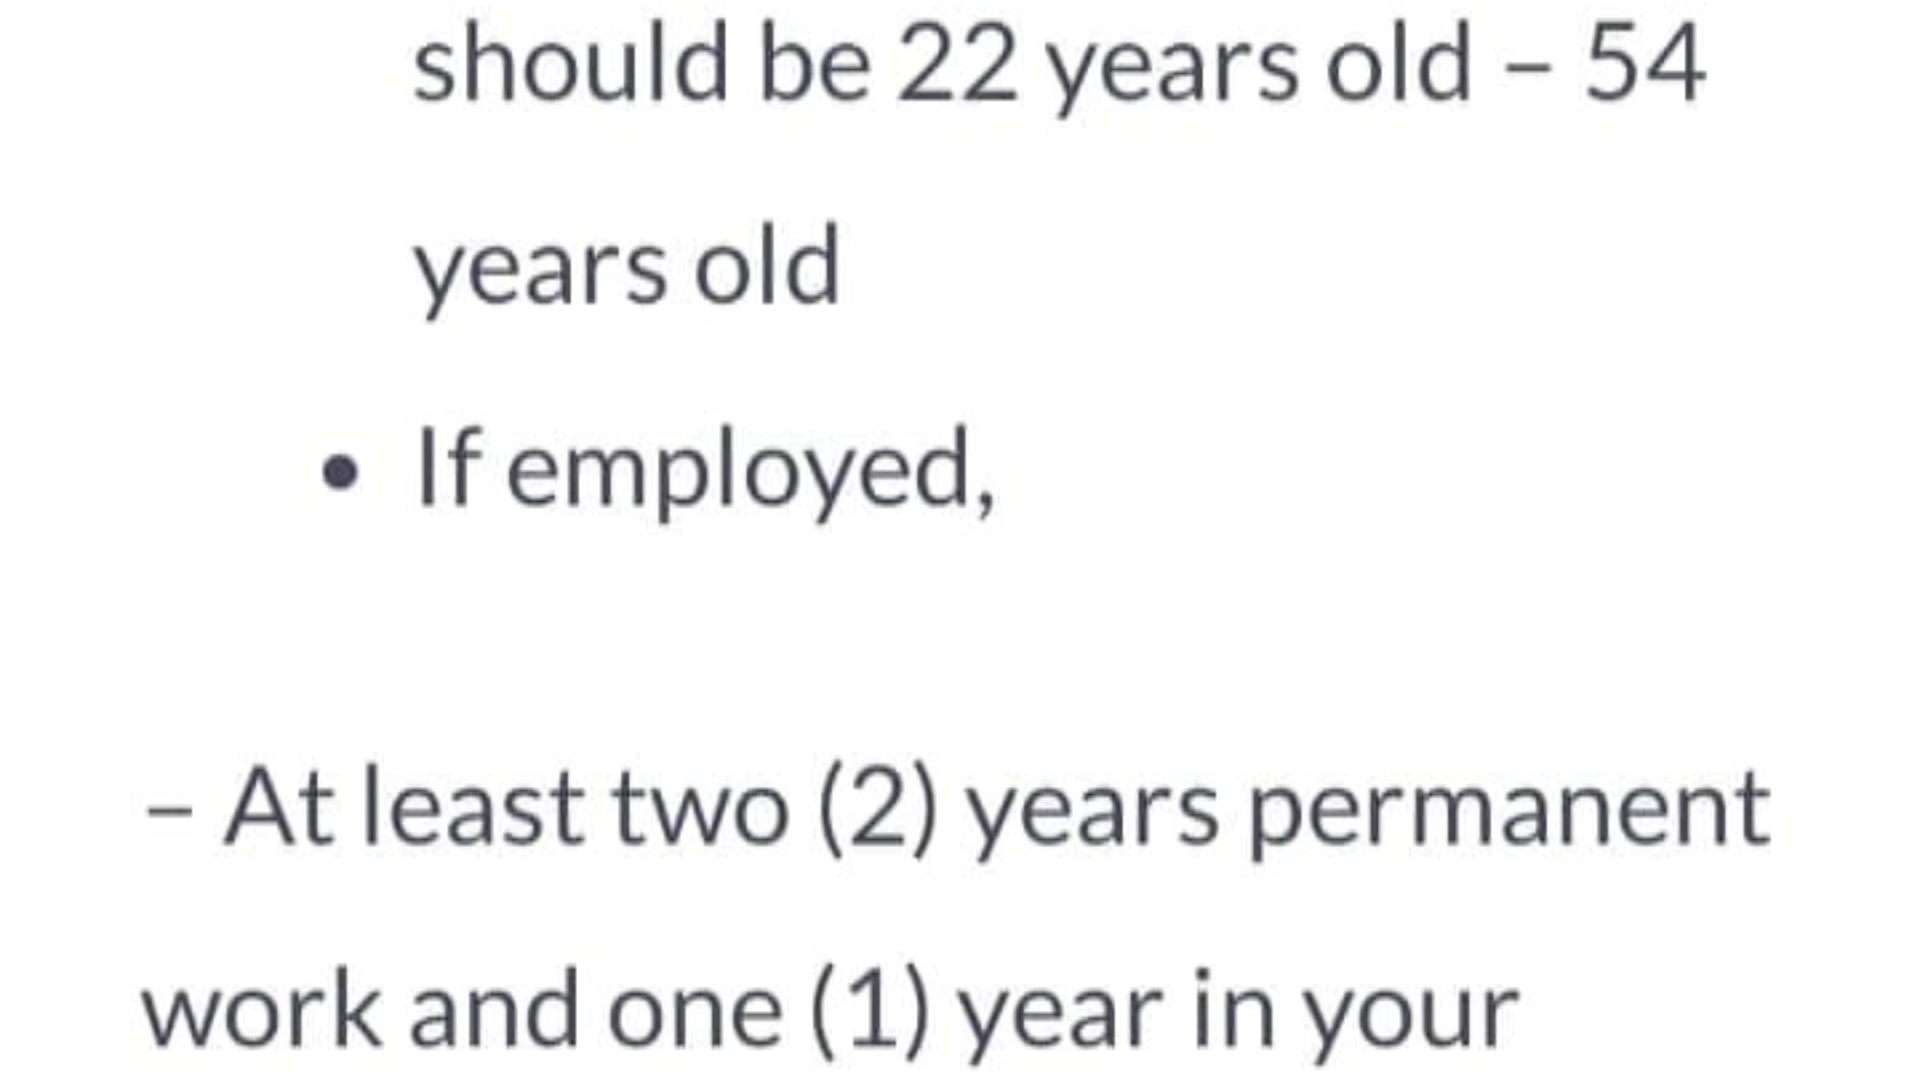 should be 22 years old – 54
years old
• If employed,
– At least two (2) years permanent
work and one (1) year in your